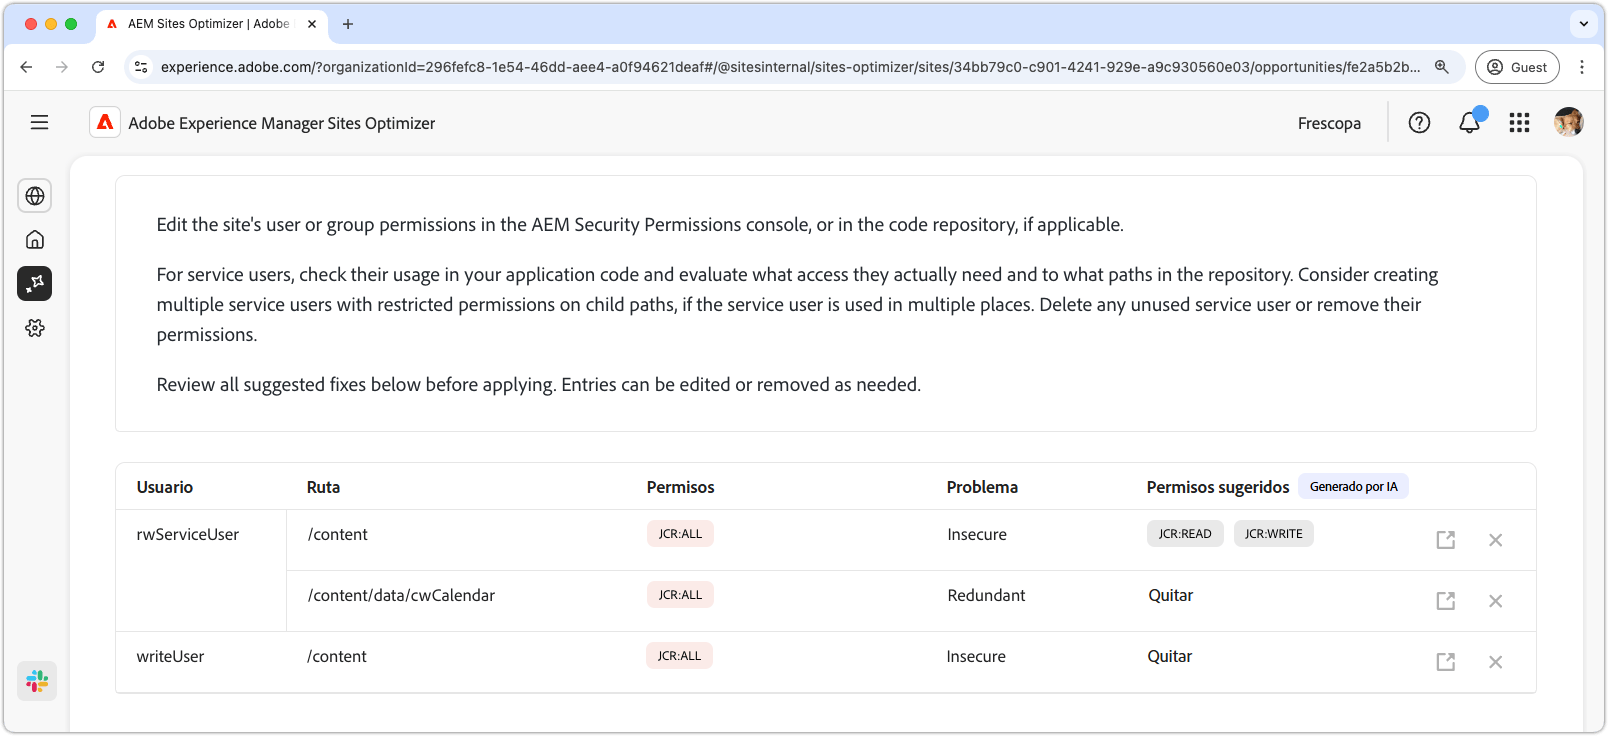 AEM Sites Optimizer | Adobe
experience.adobe.com/?organizationId=296fefc8-1e54-46dd-aee4-a0f94621deaf#/@sitesinternal/sites-optimizer/sites/34bb79c0-c901-4241-929e-a9c930560e03/opportunities/fe2a5b2b...
Guest
Adobe Experience Manager Sites Optimizer
Frescopa
Edit the site's user or group permissions in the AEM Security Permissions console, or in the code repository, if applicable.
For service users, check their usage in your application code and evaluate what access they actually need and to what paths in the repository. Consider creating
multiple service users with restricted permissions on child paths, if the service user is used in multiple places. Delete any unused service user or remove their
permissions.
Review all suggested fixes below before applying. Entries can be edited or removed as needed.
Usuario Ruta Permisos Problema Permisos sugeridos Generado por IA
rwServiceUser /content JCR:ALL Insecure JCR:READ JCR:WRITE
/content/data/cwCalendar JCR:ALL Redundant Quitar
writeUser /content JCR:ALL Insecure Quitar